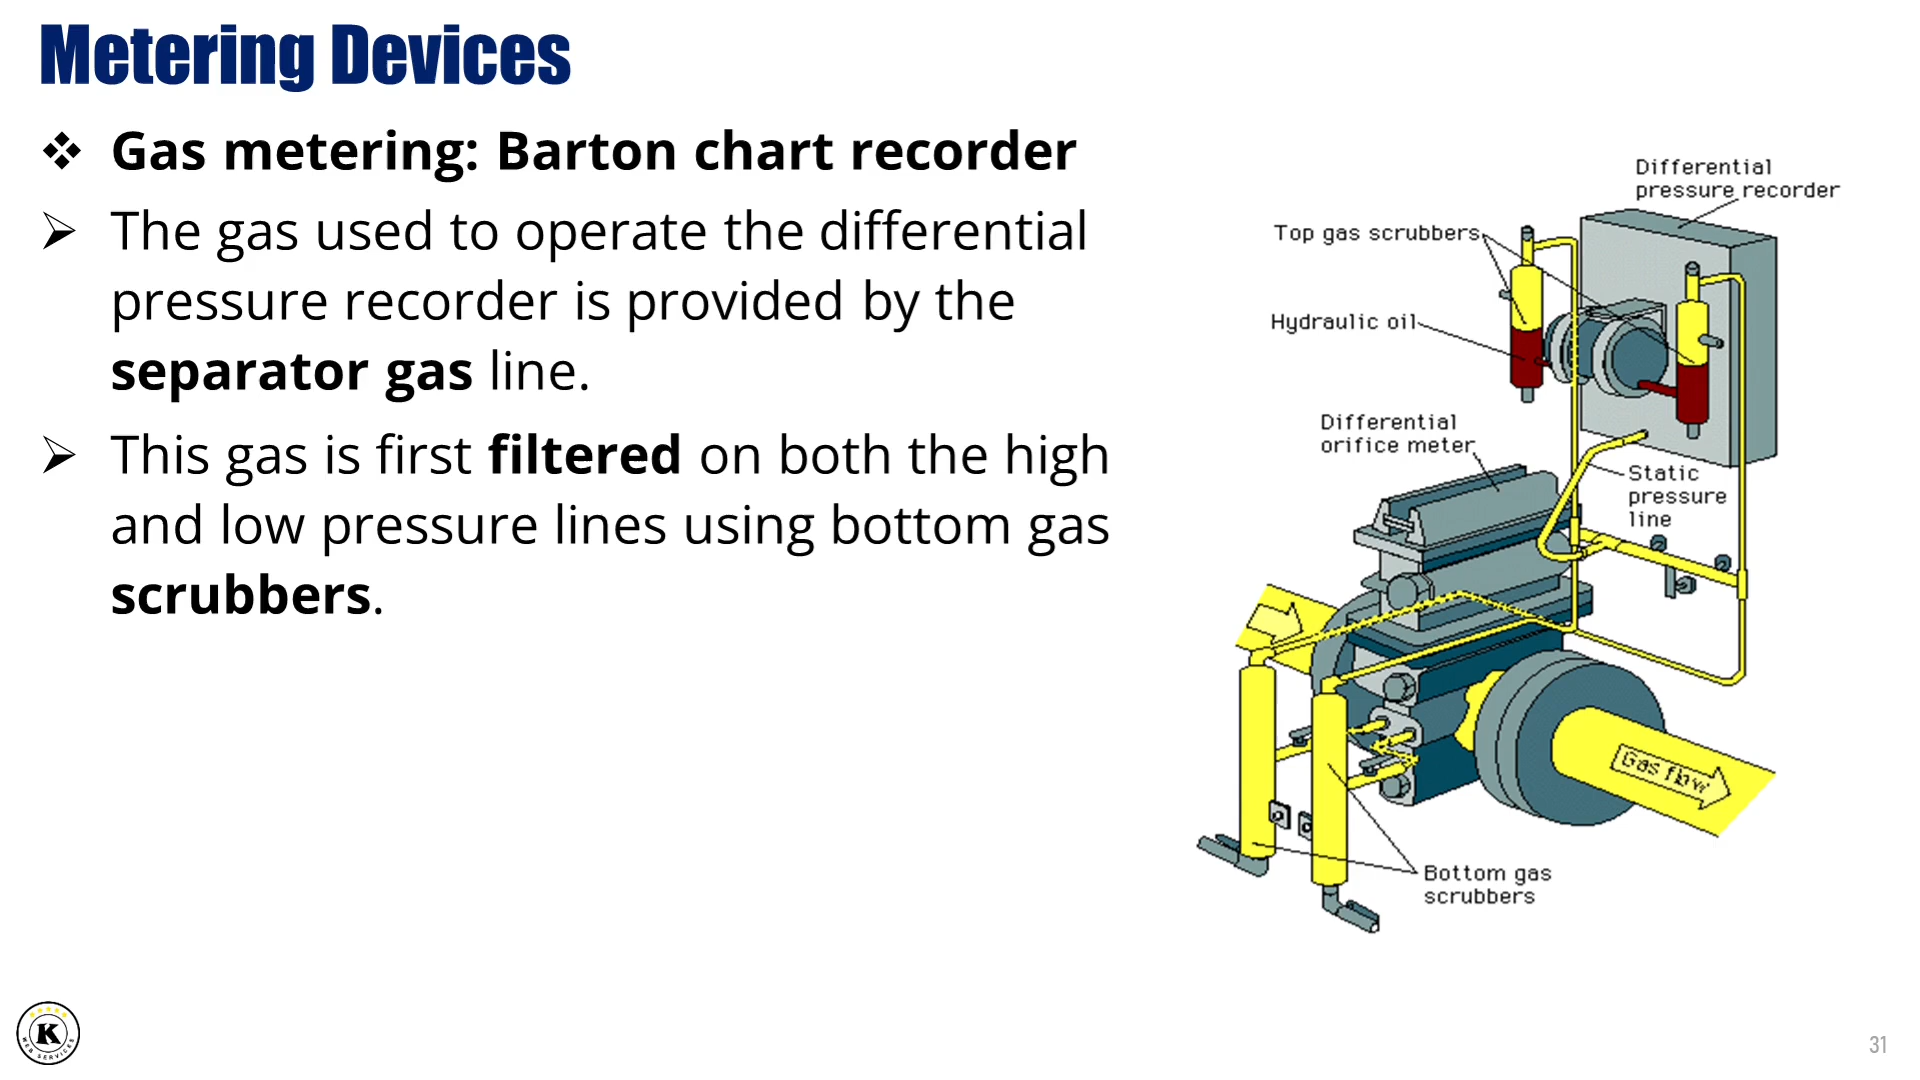 Metering Devices
❖ Gas metering: Barton chart recorder
➢ The gas used to operate the differential
pressure recorder is provided by the
separator gas line.
➢ This gas is first filtered on both the high
and low pressure lines using bottom gas
scrubbers.
Differential
pressure recorder
Top gas scrubbers
Hydraulic oil
Differential
orifice meter
Static
pressure
line
Gas flow
Bottom gas
scrubbers
K
WEB SERVICES
31